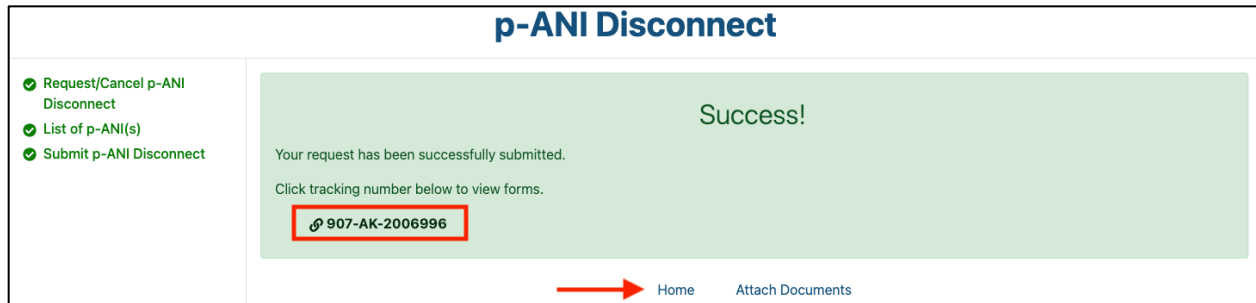 p-ANI Disconnect
Request/Cancel p-ANI
Disconnect
List of p-ANI(s)
Submit p-ANI Disconnect
Success!
Your request has been successfully submitted.
Click tracking number below to view forms.
907-AK-2006996
Home Attach Documents